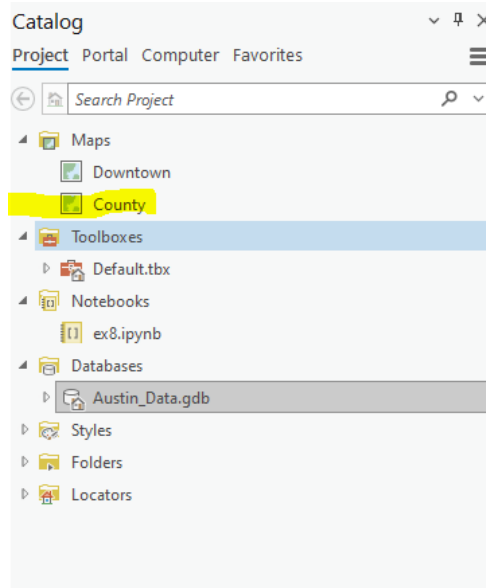 Catalog
Project Portal Computer Favorites
Search Project
Maps
Downtown
County
Toolboxes
Default.tbx
Notebooks
ex8.ipynb
Databases
Austin_Data.gdb
Styles
Folders
Locators